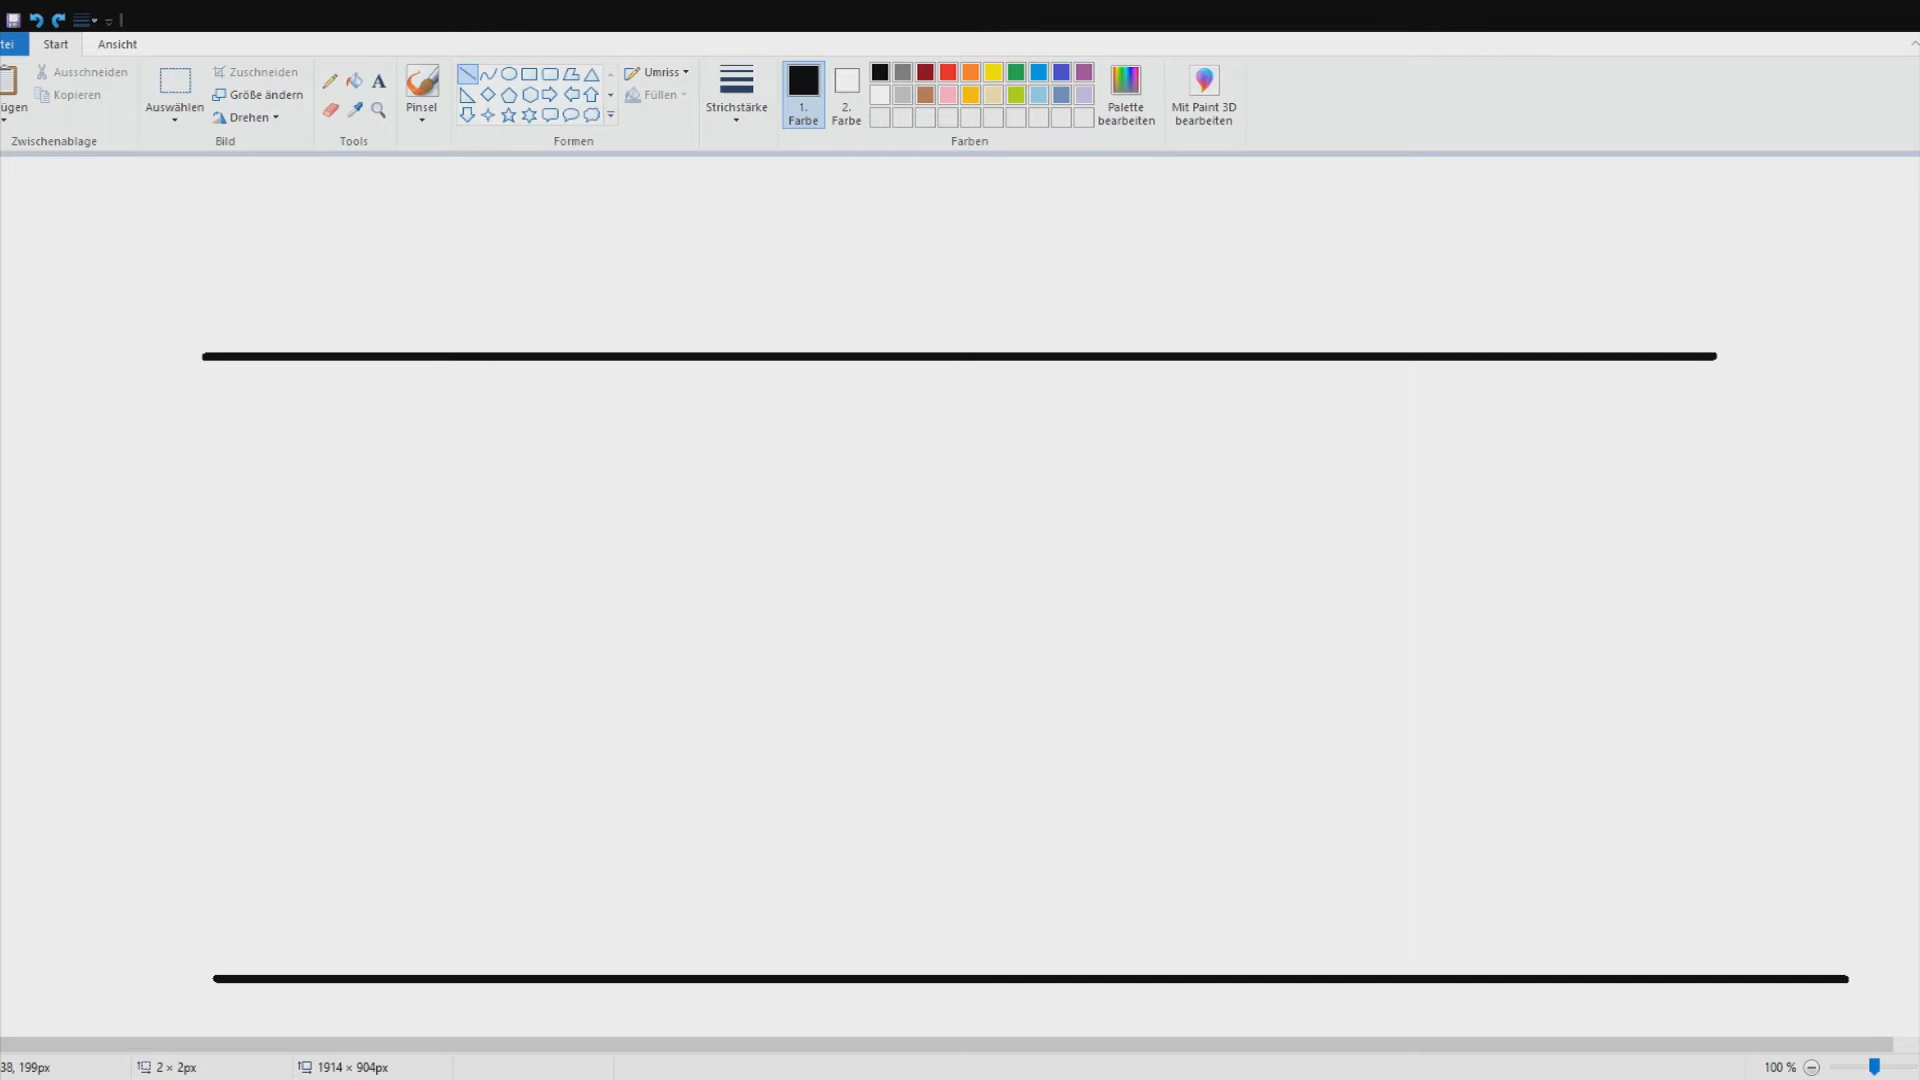 tei Start Ansicht
Ausschneiden
Kopieren
ügen
Zwischenablage
Auswählen
Zuschneiden
Größe ändern
Drehen
Bild
A
Tools
Pinsel
Umriss
Füllen
Formen
Strichstärke
1.
Farbe
2.
Farbe
Palette
bearbeiten
Farben
Mit Paint 3D
bearbeiten
38, 199px 2 × 2px 1914 × 904px 100 %